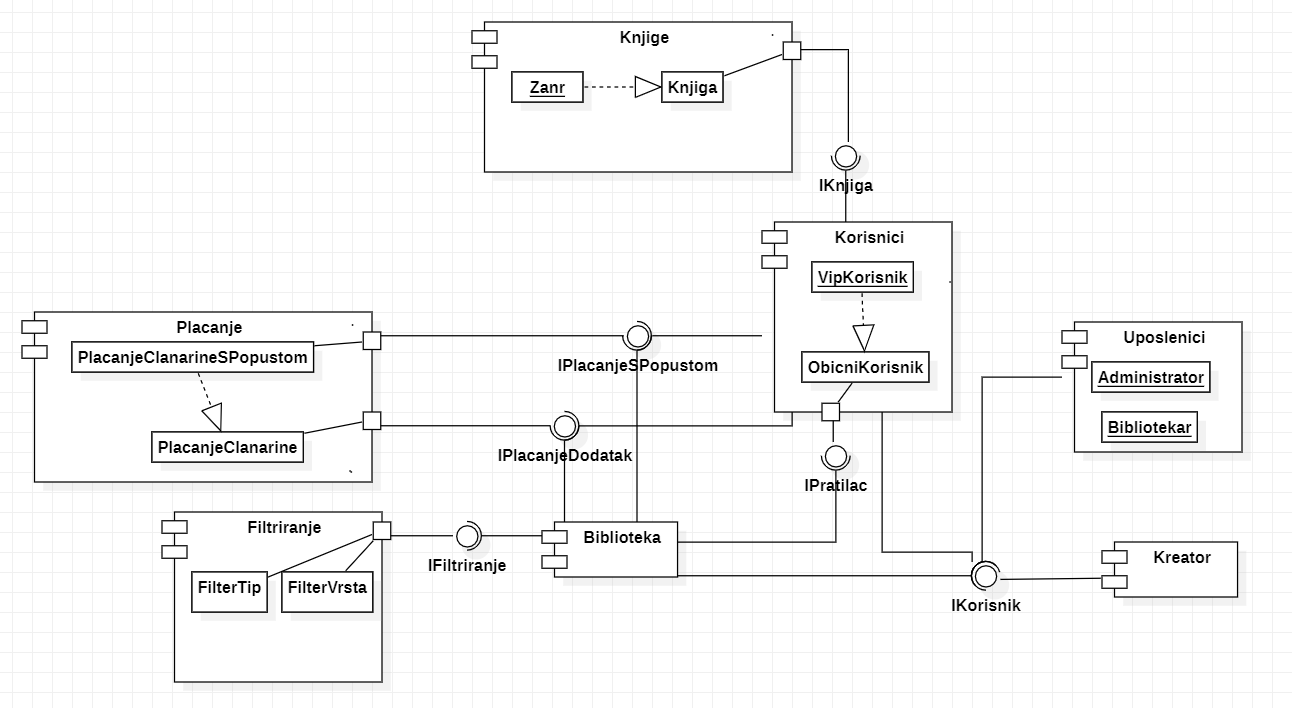 Knjige
Zanr
Knjiga
IKnjiga
Korisnici
VipKorisnik
ObicniKorisnik
IPratilac
Placanje
PlacanjeClanarineSPopustom
PlacanjeClanarine
IPlacanjeSPopustom
IPlacanjeDodatak
Uposlenici
Administrator
Bibliotekar
Filtriranje
FilterTip
FilterVrsta
IFiltriranje
Biblioteka
IKorisnik
Kreator